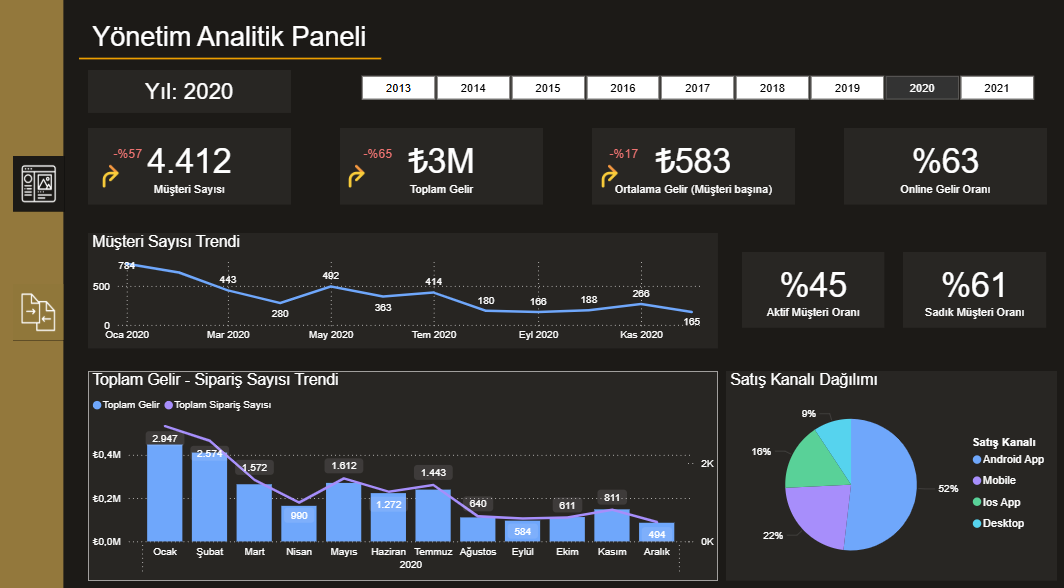 Yönetim Analitik Paneli
Yıl: 2020
2013 2014 2015 2016 2017 2018 2019 2020 2021
-%57 4.412
Müşteri Sayısı
-%65 ₺3M
Toplam Gelir
-%17 ₺583
Ortalama Gelir (Müşteri başına)
%63
Online Gelir Oranı
Müşteri Sayısı Trendi
784 443 280 492 363 414 180 166 188 266 165
500
0
Oca 2020 Mar 2020 May 2020 Tem 2020 Eyl 2020 Kas 2020
%45
Aktif Müşteri Oranı
%61
Sadık Müşteri Oranı
Toplam Gelir - Sipariş Sayısı Trendi
Toplam Gelir Toplam Sipariş Sayısı
2.947 2.574 1.572 990 1.612 1.272 1.443 640 584 611 811 494
₺0,4M
₺0,2M
₺0,0M
2K
0K
Ocak Şubat Mart Nisan Mayıs Haziran Temmuz Ağustos Eylül Ekim Kasım Aralık
2020
Satış Kanalı Dağılımı
9%
16%
22%
52%
Satış Kanalı
Android App
Mobile
Ios App
Desktop